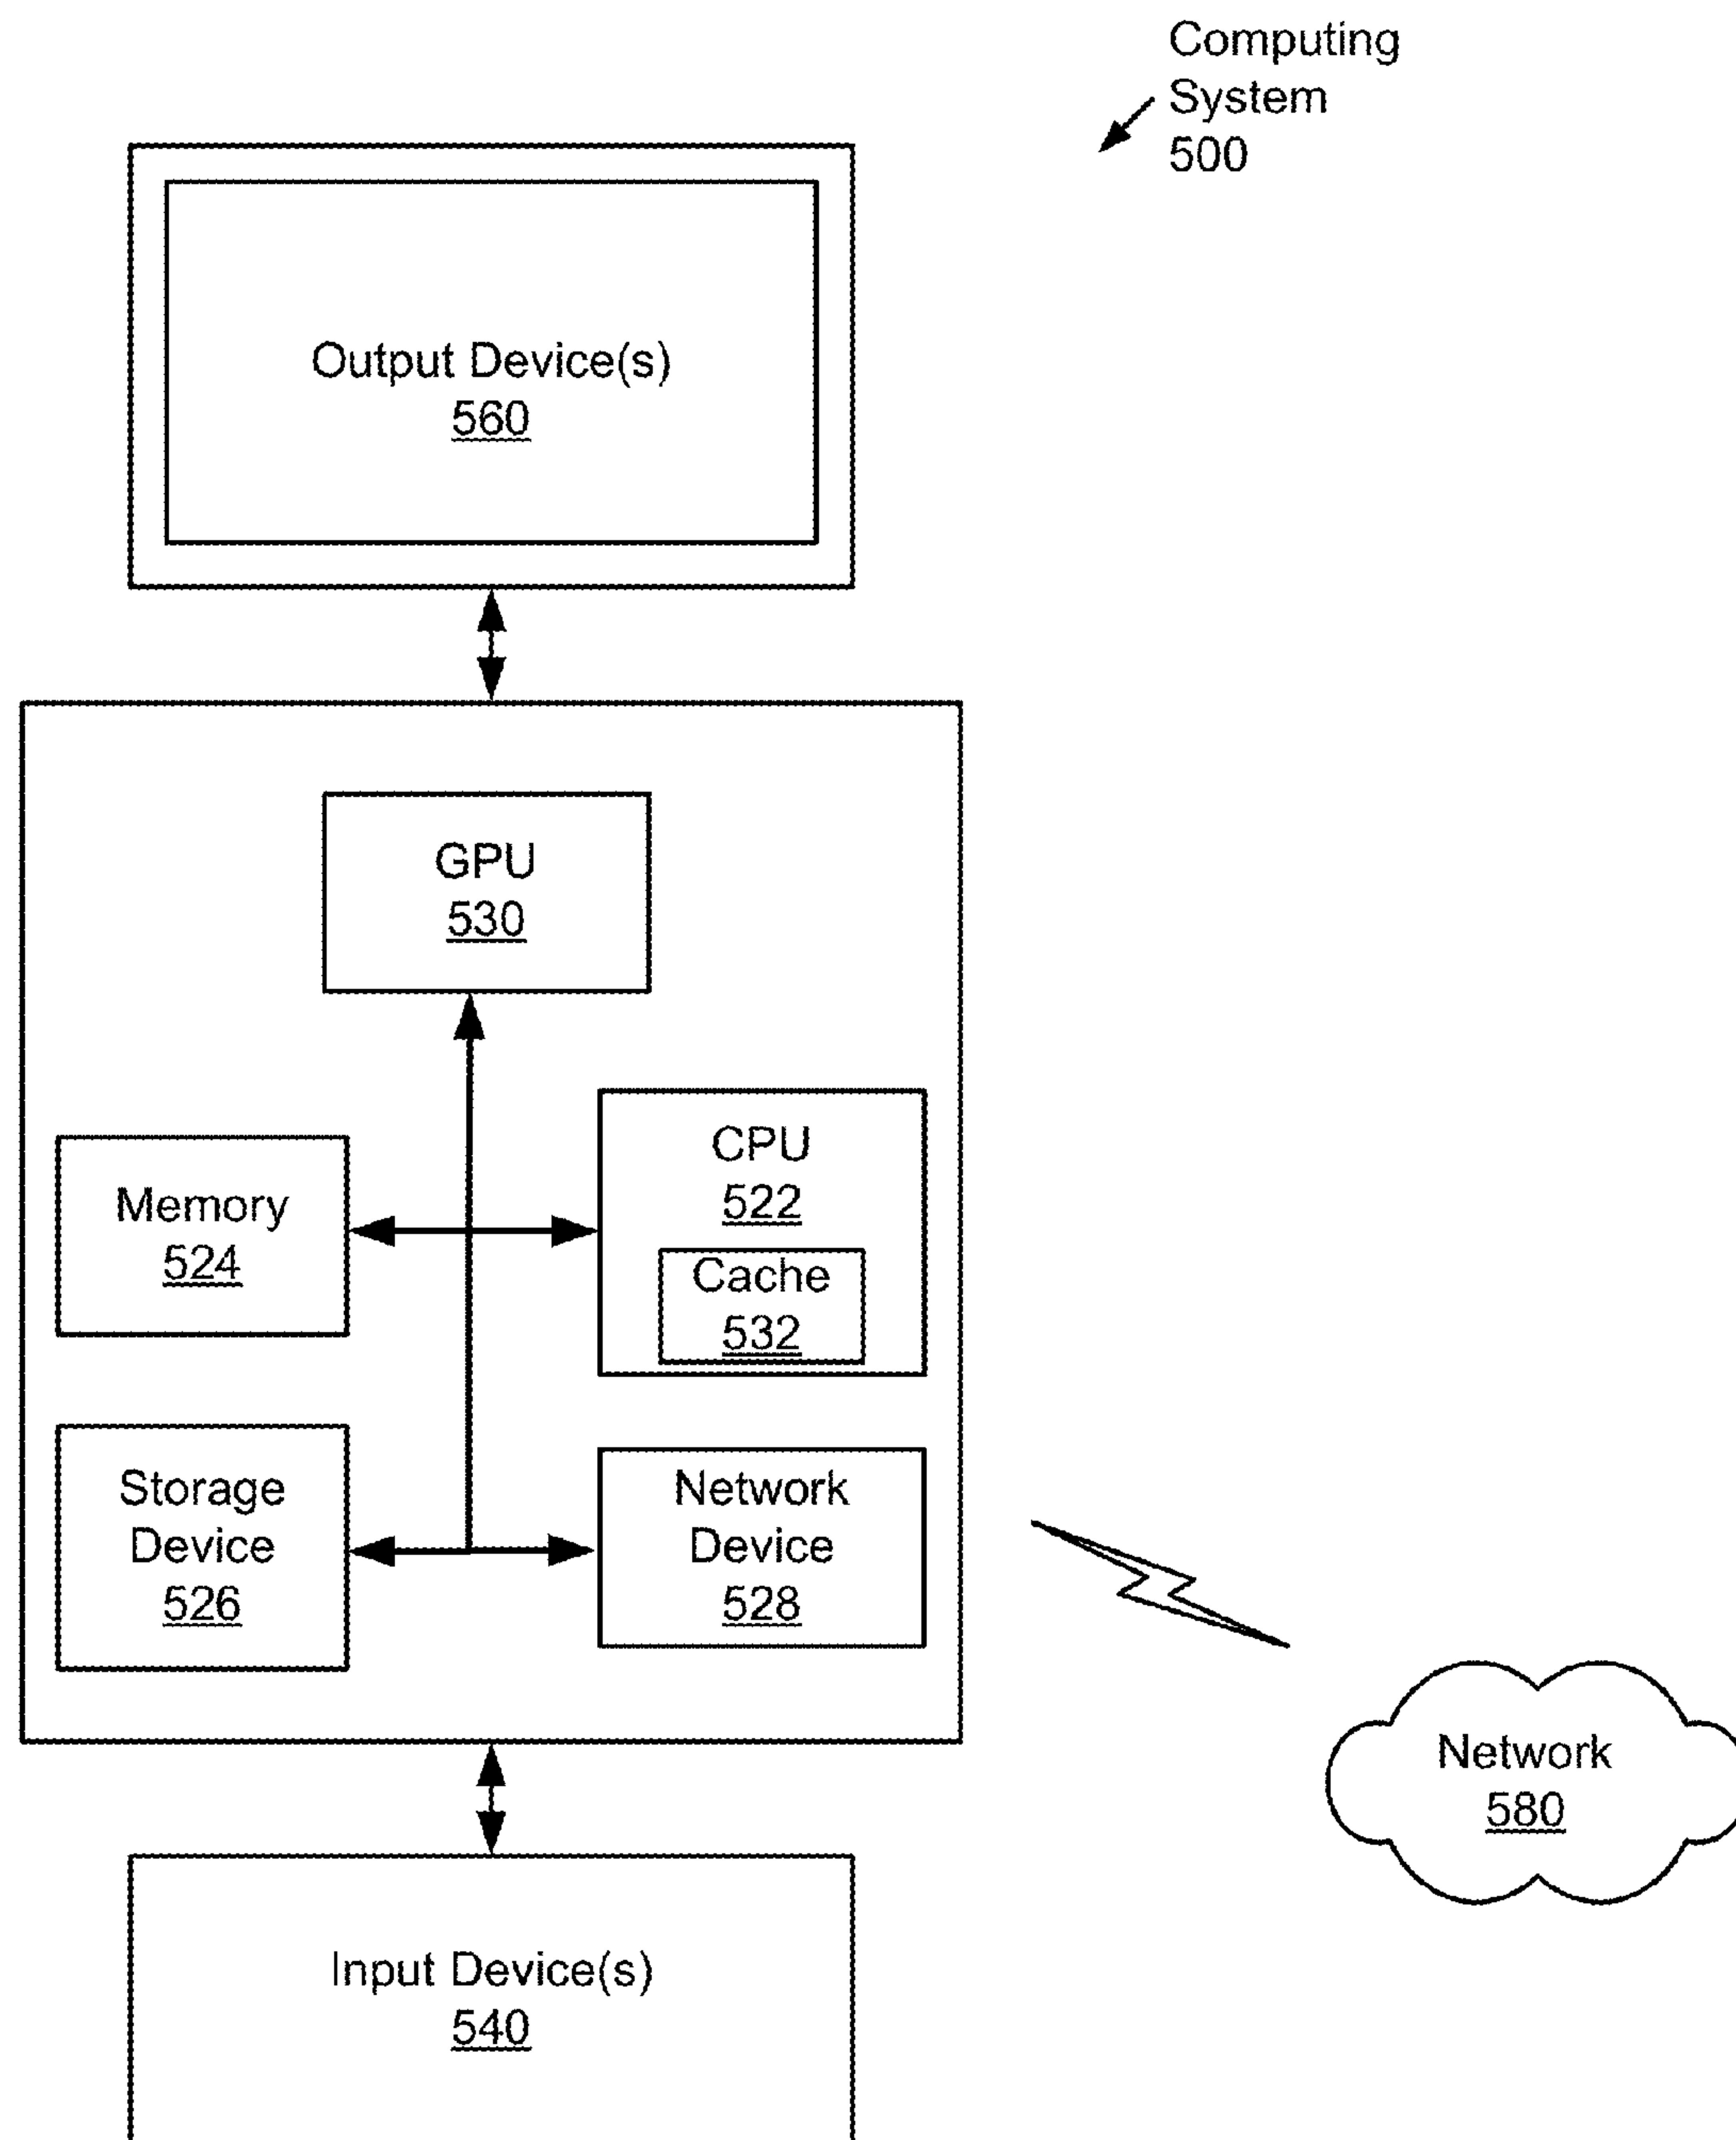 Computing
System
500
Output Device(s)
560
GPU
530
Memory
524
CPU
522
Cache
532
Storage
Device
526
Network
Device
528
Network
580
Input Device(s)
540